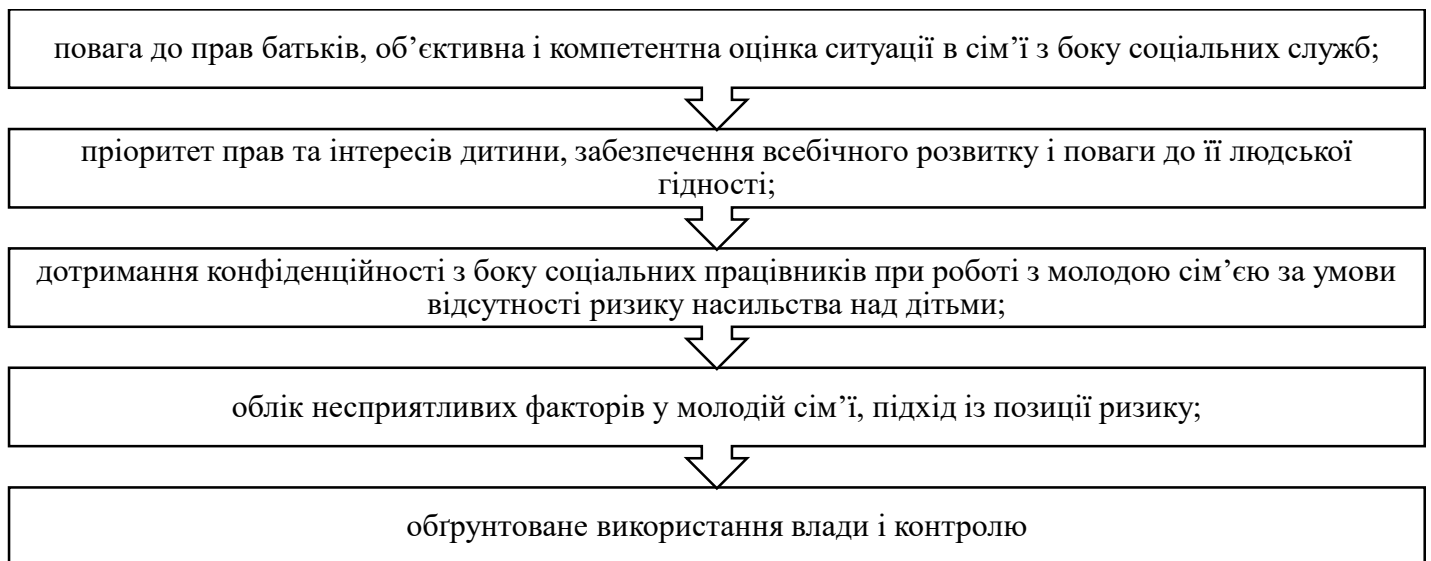 повага до прав батьків, об’єктивна і компетентна оцінка ситуації в сім’ї з боку соціальних служб;
пріоритет прав та інтересів дитини, забезпечення всебічного розвитку і поваги до її людської
гідності;
дотримання конфіденційності з боку соціальних працівників при роботі з молодою сім’єю за умови
відсутності ризику насильства над дітьми;
облік несприятливих факторів у молодій сім’ї, підхід із позиції ризику;
обґрунтоване використання влади і контролю